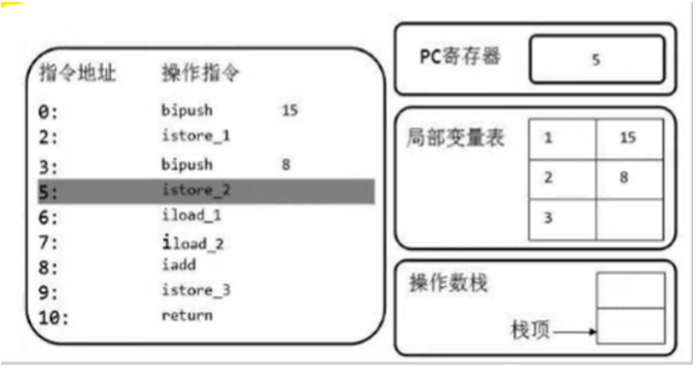 指令地址 操作指令
0: bipush 15
2: istore_1
3: bipush 8
5: istore_2
6: iload_1
7: iload_2
8: iadd
9: istore_3
10: return
PC寄存器 5
局部变量表 1 15
2 8
3
操作数栈
栈顶